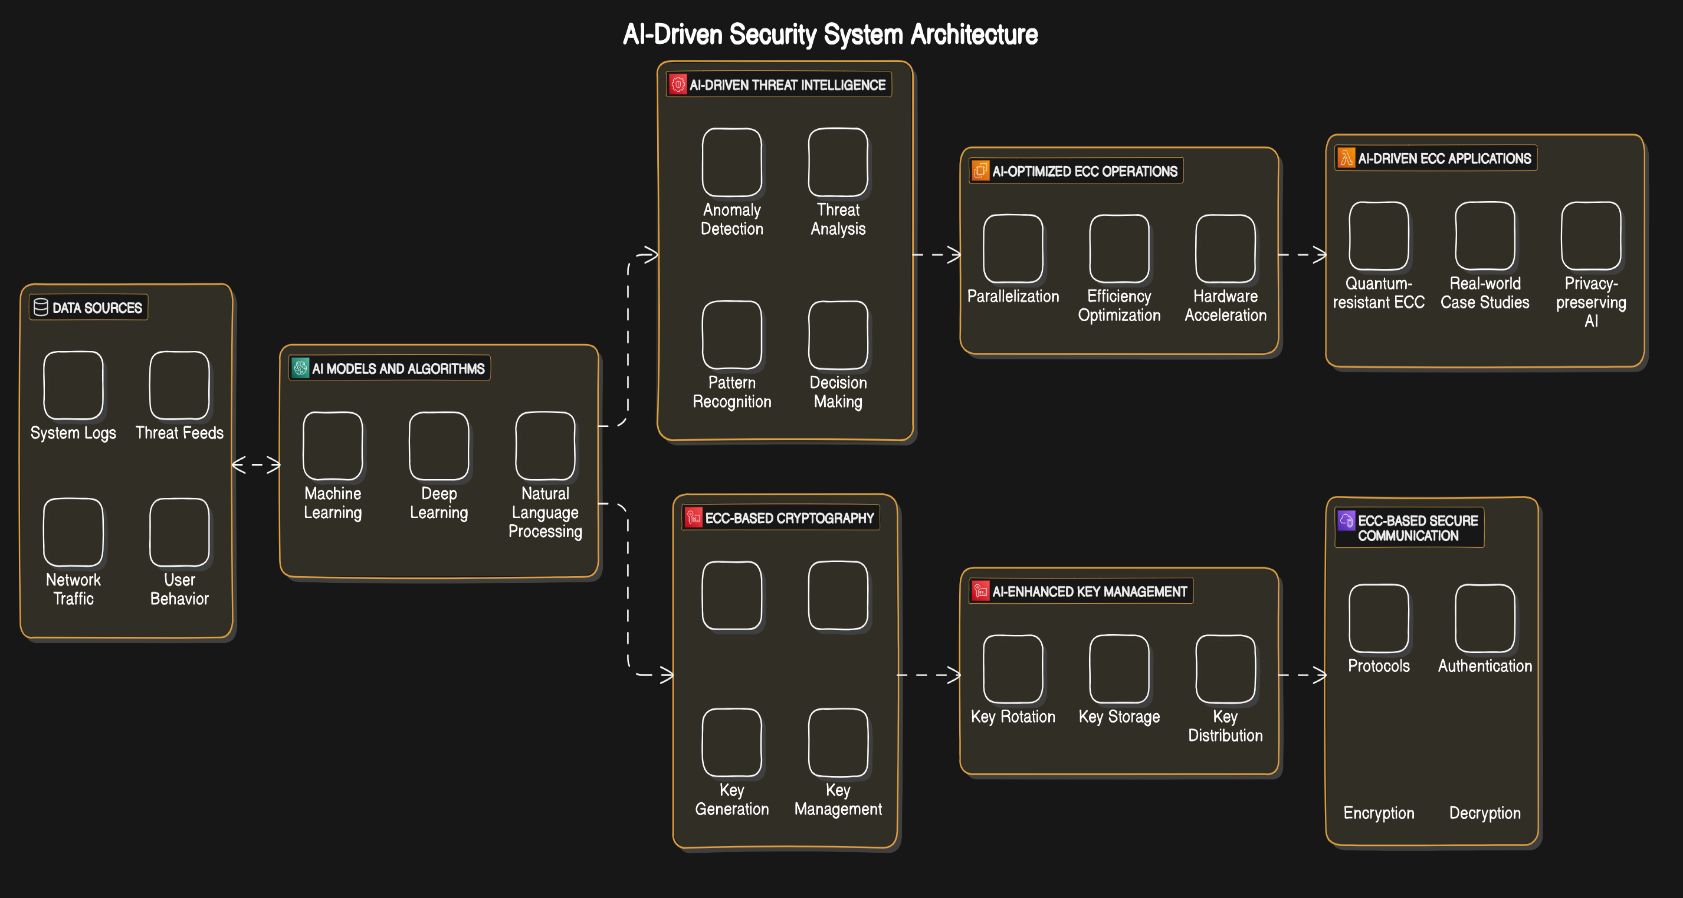 AI-Driven Security System Architecture
DATA SOURCES
System Logs
Threat Feeds
Network
Traffic
User
Behavior
AI MODELS AND ALGORITHMS
Machine
Learning
Deep
Learning
Natural
Language
Processing
AI-DRIVEN THREAT INTELLIGENCE
Anomaly
Detection
Threat
Analysis
Pattern
Recognition
Decision
Making
AI-OPTIMIZED ECC OPERATIONS
Parallelization
Efficiency
Optimization
Hardware
Acceleration
AI-DRIVEN ECC APPLICATIONS
Quantum-
resistant ECC
Real-world
Case Studies
Privacy-
preserving
AI
ECC-BASED CRYPTOGRAPHY
Key
Generation
Key
Management
AI-ENHANCED KEY MANAGEMENT
Key Rotation
Key Storage
Key
Distribution
ECC-BASED SECURE
COMMUNICATION
Protocols
Authentication
Encryption
Decryption